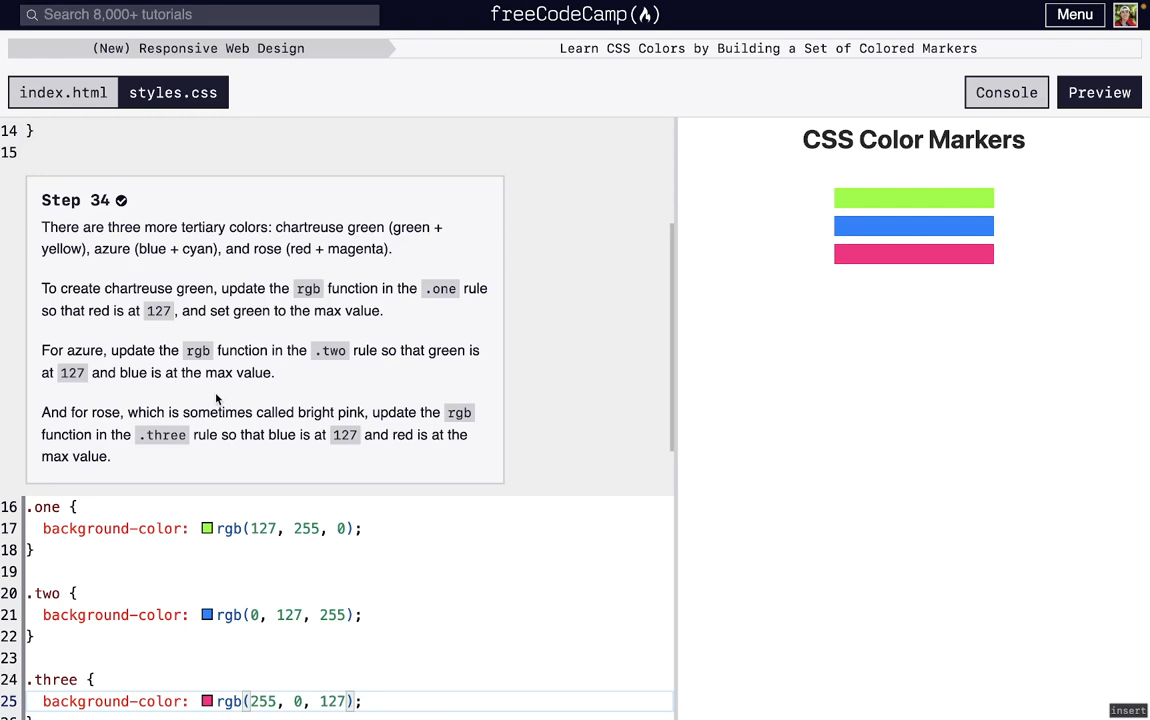 Search 8,000+ tutorials
freeCodeCamp
Menu
(New) Responsive Web Design
Learn CSS Colors by Building a Set of Colored Markers
index.html
styles.css
Console
Preview
14 }
15
Step 34
There are three more tertiary colors: chartreuse green (green +
yellow), azure (blue + cyan), and rose (red + magenta).
To create chartreuse green, update the rgb function in the .one rule
so that red is at 127, and set green to the max value.
For azure, update the rgb function in the .two rule so that green is
at 127 and blue is at the max value.
And for rose, which is sometimes called bright pink, update the rgb
function in the .three rule so that blue is at 127 and red is at the
max value.
16 .one {
17 background-color: rgb(127, 255, 0);
18 }
19
20 .two {
21 background-color: rgb(0, 127, 255);
22 }
23
24 .three {
25 background-color: rgb(255, 0, 127);
CSS Color Markers
insert